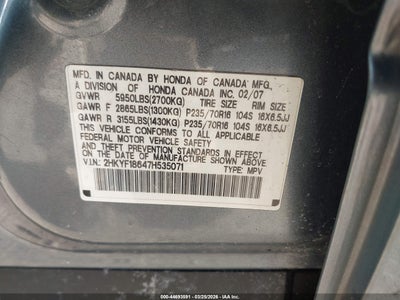 MFD. IN CANADA BY HONDA OF CANADA MFG.,
A DIVISION OF HONDA CANADA INC. 02/07
GVWR 5950LBS(2700KG) TIRE SIZE RIM SIZE
GAWR F 2865LBS(1300KG) P235/70R16 104S 16X6.5JJ
GAWR R 3155LBS(1430KG) P235/70R16 104S 16X6.5JJ
THIS VEHICLE CONFORMS TO ALL APPLICABLE
FEDERAL MOTOR VEHICLE SAFETY
AND THEFT PREVENTION STANDARDS IN EFFECT
ON THE DATE OF MANUFACTURE SHOWN ABOVE.
V.I.N.: 2HKYF18647H535071 TYPE: MPV
000-44693591 - 03/29/2026 - IAA Inc.